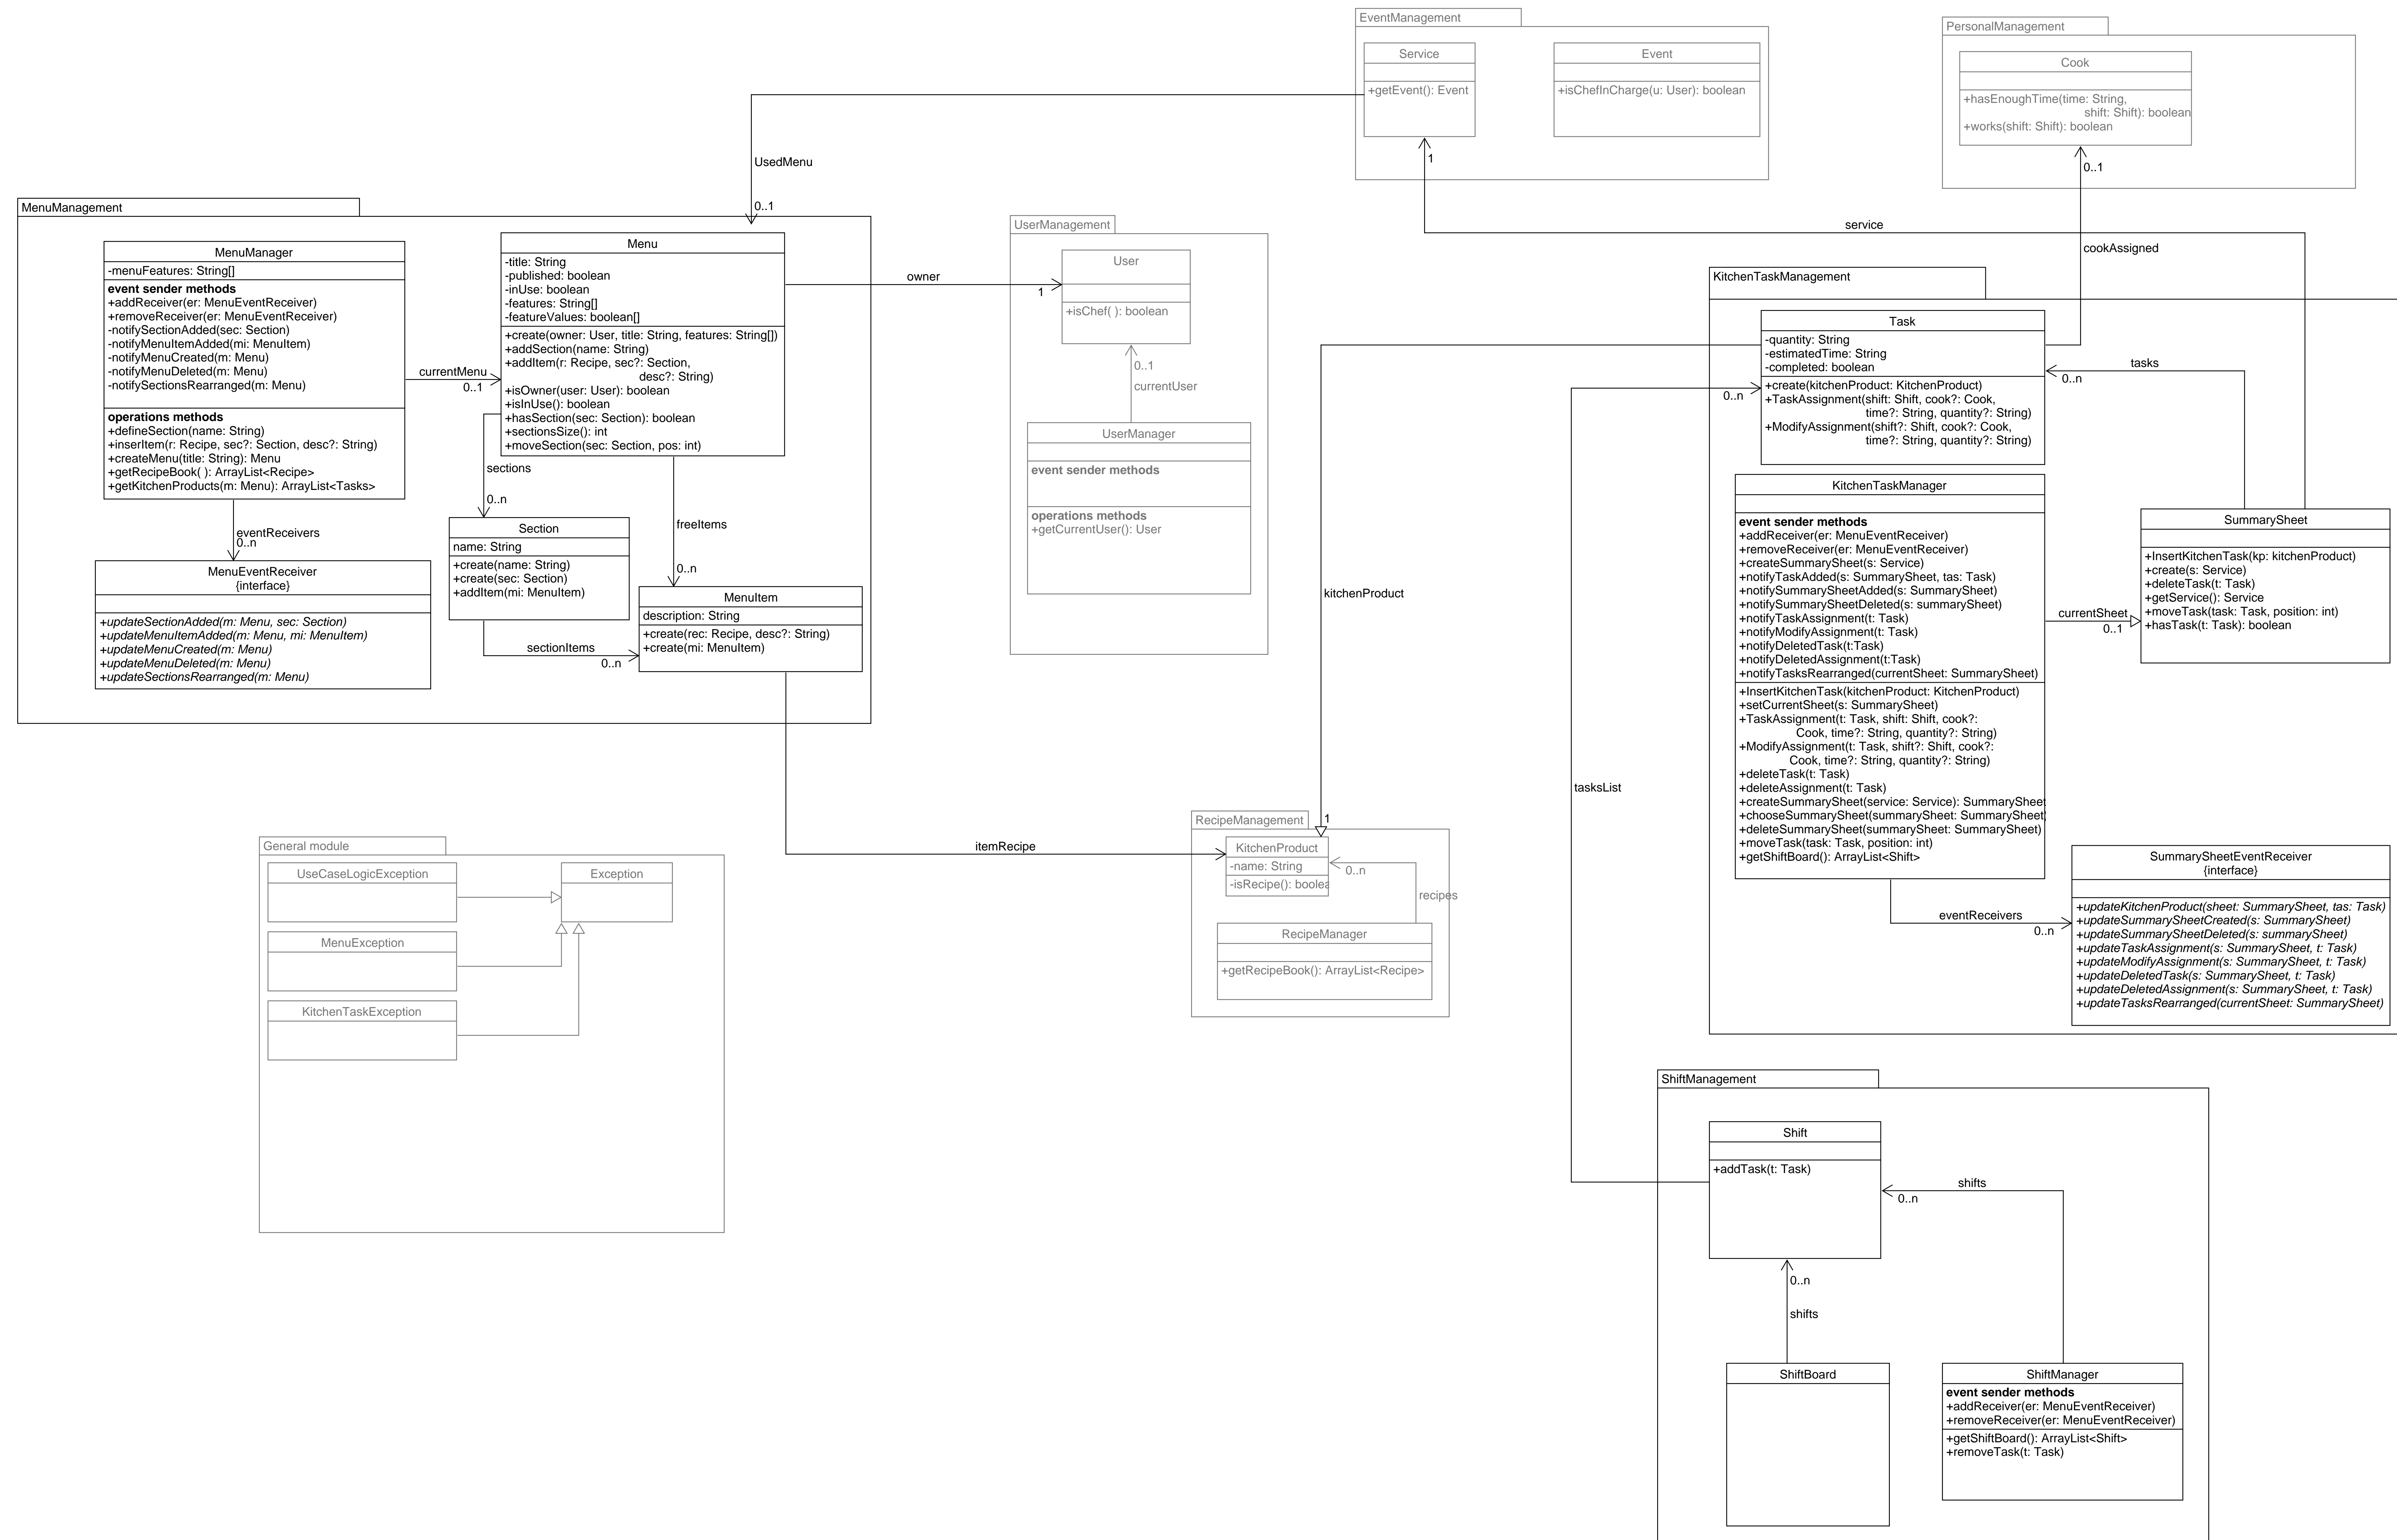 EventManagement
Service
+getEvent(): Event
Event
+isChefInCharge(u: User): boolean
PersonalManagement
Cook
+hasEnoughTime(time: String,
shift: Shift): boolean
+works(shift: Shift): boolean
UsedMenu
0..1
1
service
0..1
cookAssigned
MenuManagement
MenuManager
-menuFeatures: String[]
event sender methods
+addReceiver(er: MenuEventReceiver)
+removeReceiver(er: MenuEventReceiver)
-notifySectionAdded(sec: Section)
-notifyMenuItemAdded(mi: MenuItem)
-notifyMenuCreated(m: Menu)
-notifyMenuDeleted(m: Menu)
-notifySectionsRearranged(m: Menu)
operations methods
+defineSection(name: String)
+inserItem(r: Recipe, sec?: Section, desc?: String)
+createMenu(title: String): Menu
+getRecipeBook( ): ArrayList<Recipe>
+getKitchenProducts(m: Menu): ArrayList<Tasks>
currentMenu
0..1
Menu
-title: String
-published: boolean
-inUse: boolean
-features: String[]
-featureValues: boolean[]
+create(owner: User, title: String, features: String[])
+addSection(name: String)
+addItem(r: Recipe, sec?: Section,
desc?: String)
+isOwner(user: User): boolean
+isInUse(): boolean
+hasSection(sec: Section): boolean
+sectionsSize(): int
+moveSection(sec: Section, pos: int)
owner
1
eventReceivers
0..n
MenuEventReceiver
{interface}
+updateSectionAdded(m: Menu, sec: Section)
+updateMenuItemAdded(m: Menu, mi: MenuItem)
+updateMenuCreated(m: Menu)
+updateMenuDeleted(m: Menu)
+updateSectionsRearranged(m: Menu)
sections
0..n
Section
name: String
+create(name: String)
+create(sec: Section)
+addItem(mi: MenuItem)
sectionItems
0..n
freeItems
0..n
MenuItem
description: String
+create(rec: Recipe, desc?: String)
+create(mi: MenuItem)
itemRecipe
UserManagement
User
+isChef( ): boolean
0..1
currentUser
UserManager
event sender methods
operations methods
+getCurrentUser(): User
KitchenTaskManagement
Task
-quantity: String
-estimatedTime: String
-completed: boolean
+create(kitchenProduct: KitchenProduct)
+TaskAssignment(shift: Shift, cook?: Cook,
time?: String, quantity?: String)
+ModifyAssignment(shift?: Shift, cook?: Cook,
time?: String, quantity?: String)
tasks
0..n
0..n
tasksList
kitchenProduct
1
KitchenTaskManager
event sender methods
+addReceiver(er: MenuEventReceiver)
+removeReceiver(er: MenuEventReceiver)
+createSummarySheet(s: Service)
+notifyTaskAdded(s: SummarySheet, tas: Task)
+notifySummarySheetAdded(s: SummarySheet)
+notifySummarySheetDeleted(s: summarySheet)
+notifyTaskAssignment(t: Task)
+notifyModifyAssignment(t: Task)
+notifyDeletedTask(t:Task)
+notifyDeletedAssignment(t:Task)
+notifyTasksRearranged(currentSheet: SummarySheet)
+InsertKitchenTask(kitchenProduct: KitchenProduct)
+setCurrentSheet(s: SummarySheet)
+TaskAssignment(t: Task, shift: Shift, cook?:
Cook, time?: String, quantity?: String)
+ModifyAssignment(t: Task, shift?: Shift, cook?:
Cook, time?: String, quantity?: String)
+deleteTask(t: Task)
+deleteAssignment(t: Task)
+createSummarySheet(service: Service): SummarySheet
+chooseSummarySheet(summarySheet: SummarySheet)
+deleteSummarySheet(summarySheet: SummarySheet)
+moveTask(task: Task, position: int)
+getShiftBoard(): ArrayList<Shift>
currentSheet
0..1
SummarySheet
+InsertKitchenTask(kp: kitchenProduct)
+create(s: Service)
+deleteTask(t: Task)
+getService(): Service
+moveTask(task: Task, position: int)
+hasTask(t: Task): boolean
eventReceivers
0..n
SummarySheetEventReceiver
{interface}
+updateKitchenProduct(sheet: SummarySheet, tas: Task)
+updateSummarySheetCreated(s: SummarySheet)
+updateSummarySheetDeleted(s: summarySheet)
+updateTaskAssignment(s: SummarySheet, t: Task)
+updateModifyAssignment(s: SummarySheet, t: Task)
+updateDeletedTask(s: SummarySheet, t: Task)
+updateDeletedAssignment(s: SummarySheet, t: Task)
+updateTasksRearranged(currentSheet: SummarySheet)
General module
UseCaseLogicException
Exception
MenuException
KitchenTaskException
RecipeManagement
KitchenProduct
-name: String
-isRecipe(): boolea
0..n
recipes
RecipeManager
+getRecipeBook(): ArrayList<Recipe>
ShiftManagement
Shift
+addTask(t: Task)
shifts
0..n
0..n
shifts
ShiftBoard
ShiftManager
event sender methods
+addReceiver(er: MenuEventReceiver)
+removeReceiver(er: MenuEventReceiver)
+getShiftBoard(): ArrayList<Shift>
+removeTask(t: Task)